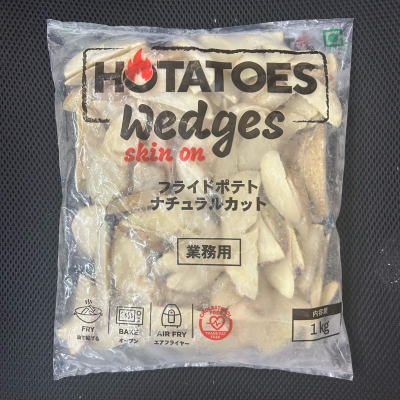 HOTATOES
Wedges
skin on
フライドポテト
ナチュラルカット
業務用
FRY
BAKE
オーブン
AIR FRY
エアフライヤー
内容量
1kg